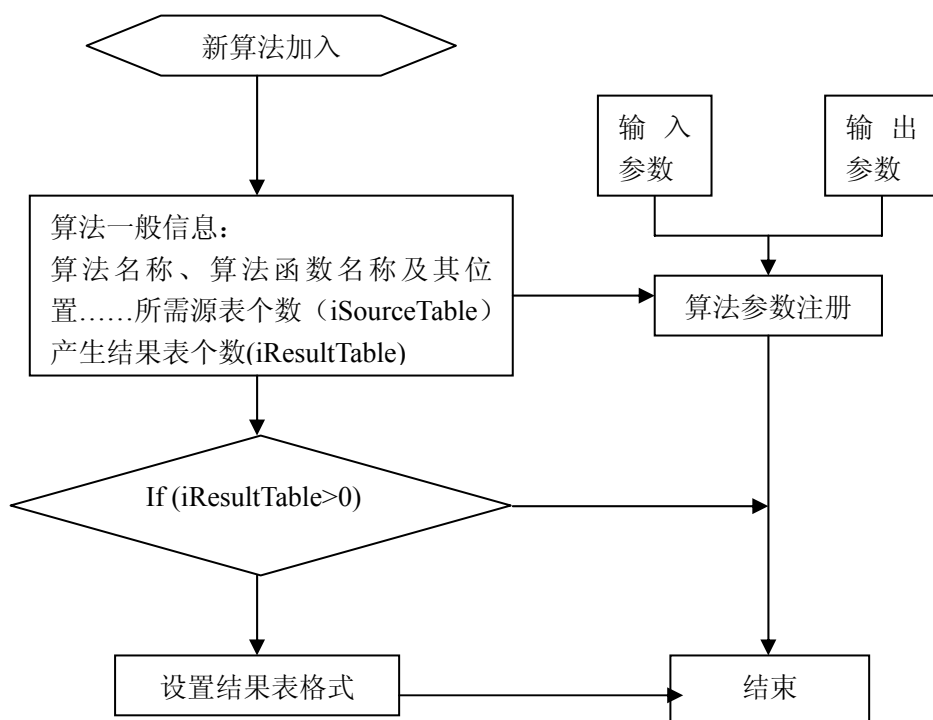 新算法加入
输入
参数
输出
参数
算法一般信息：
算法名称、算法函数名称及其位
置……所需源表个数（iSourceTable）
产生结果表个数(iResultTable)
算法参数注册
If (iResultTable>0)
设置结果表格式
结束